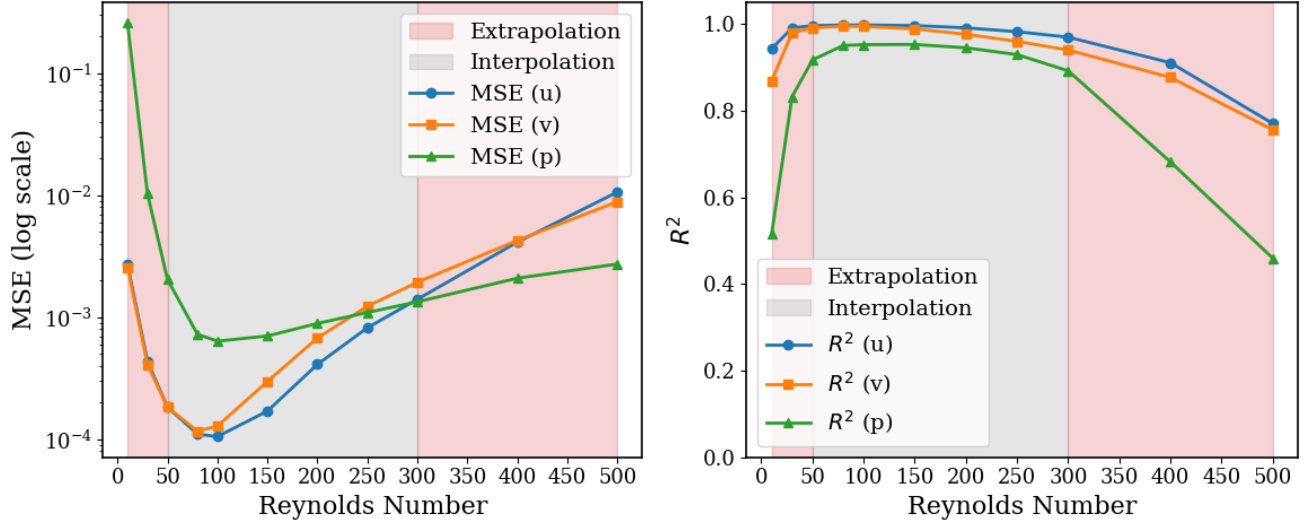 MSE (log scale)
10⁻¹
10⁻²
10⁻³
10⁻⁴
Extrapolation
Interpolation
MSE (u)
MSE (v)
MSE (p)
0 50 100 150 200 250 300 350 400 450 500
Reynolds Number
R²
1.0
0.8
0.6
0.4
0.2
0.0
Extrapolation
Interpolation
R² (u)
R² (v)
R² (p)
0 50 100 150 200 250 300 350 400 450 500
Reynolds Number